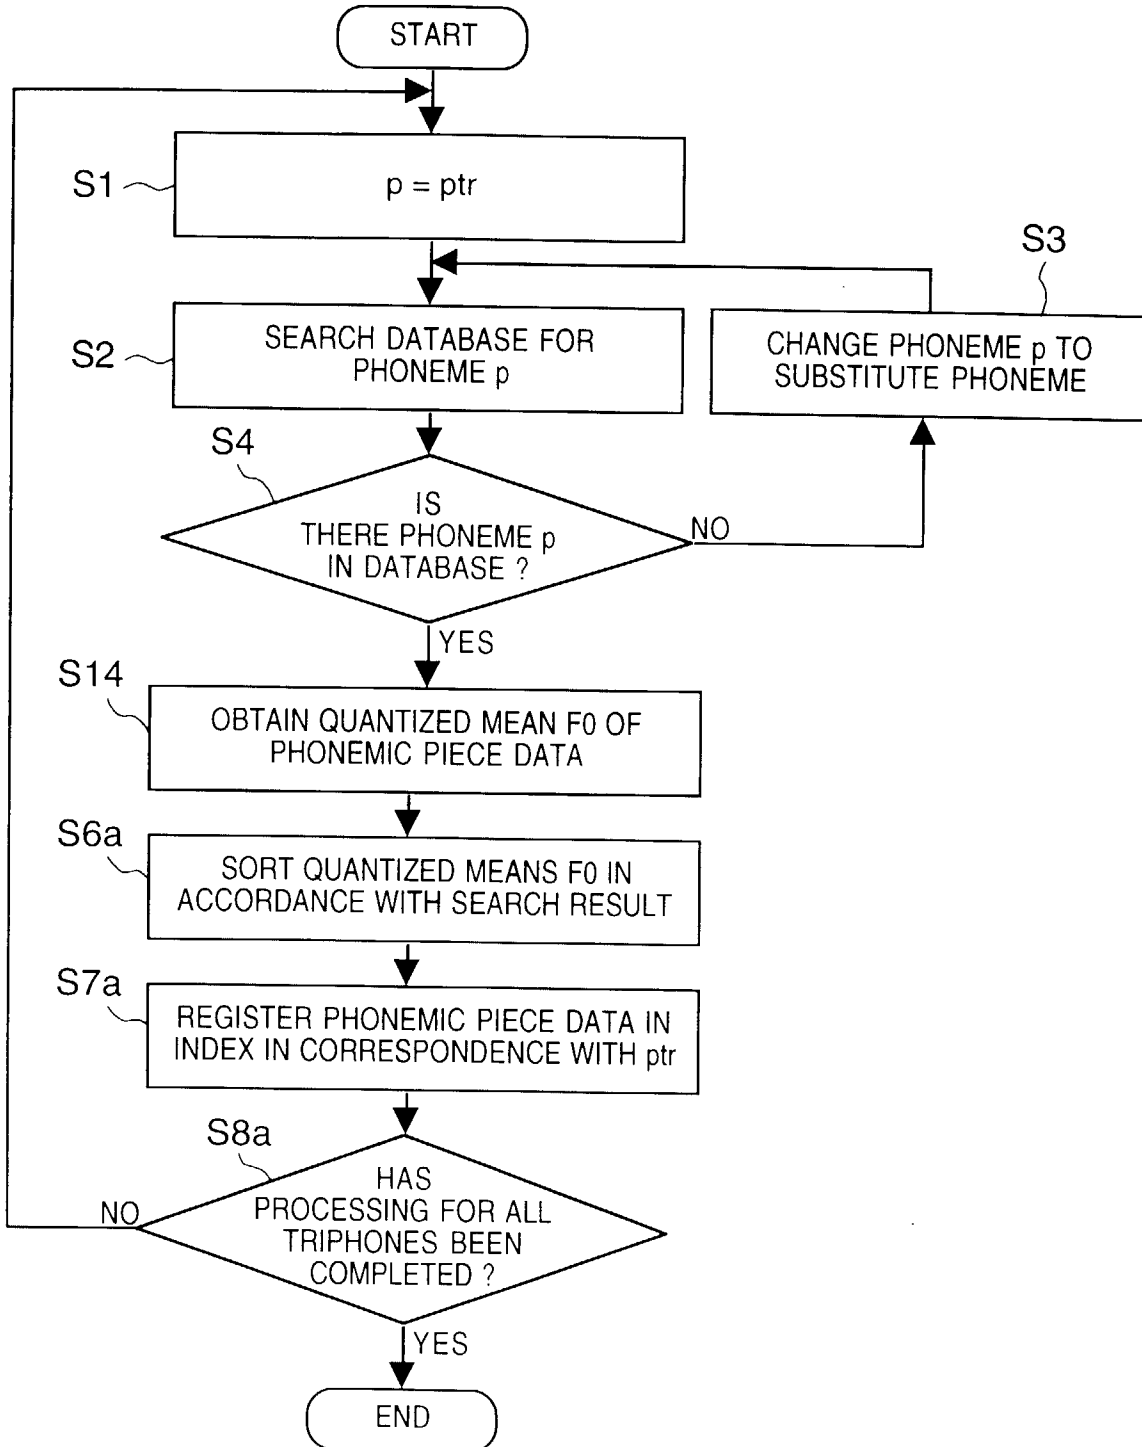 START
S1
p = ptr
S3
S2
SEARCH DATABASE FOR
PHONEME p
CHANGE PHONEME p TO
SUBSTITUTE PHONEME
S4
IS
THERE PHONEME p
IN DATABASE ?
NO
YES
S14
OBTAIN QUANTIZED MEAN F0 OF
PHONEMIC PIECE DATA
S6a
SORT QUANTIZED MEANS F0 IN
ACCORDANCE WITH SEARCH RESULT
S7a
REGISTER PHONEMIC PIECE DATA IN
INDEX IN CORRESPONDENCE WITH ptr
S8a
HAS
PROCESSING FOR ALL
TRIPHONES BEEN
COMPLETED ?
NO
YES
END